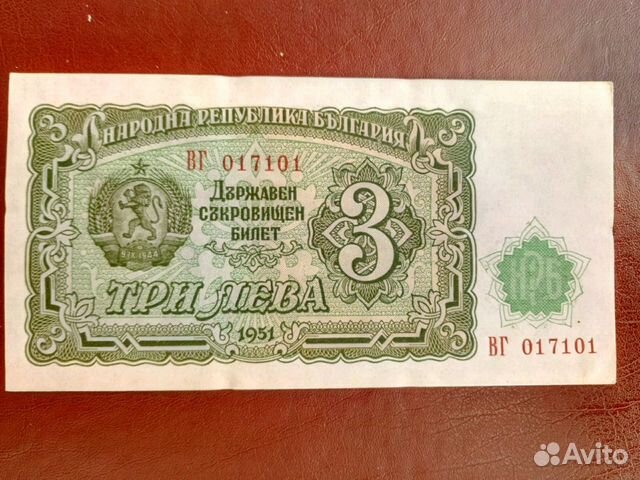 НАРОДНА РЕПУБЛИКА БЪЛГАРИЯ
ВГ 017101
ДЪРЖАВЕН
СЪКРОВИЩЕН
БИЛЕТ
3
9.IX.1944
ТРИ ЛЕВА
1951
НРБ
ВГ 017101
Avito